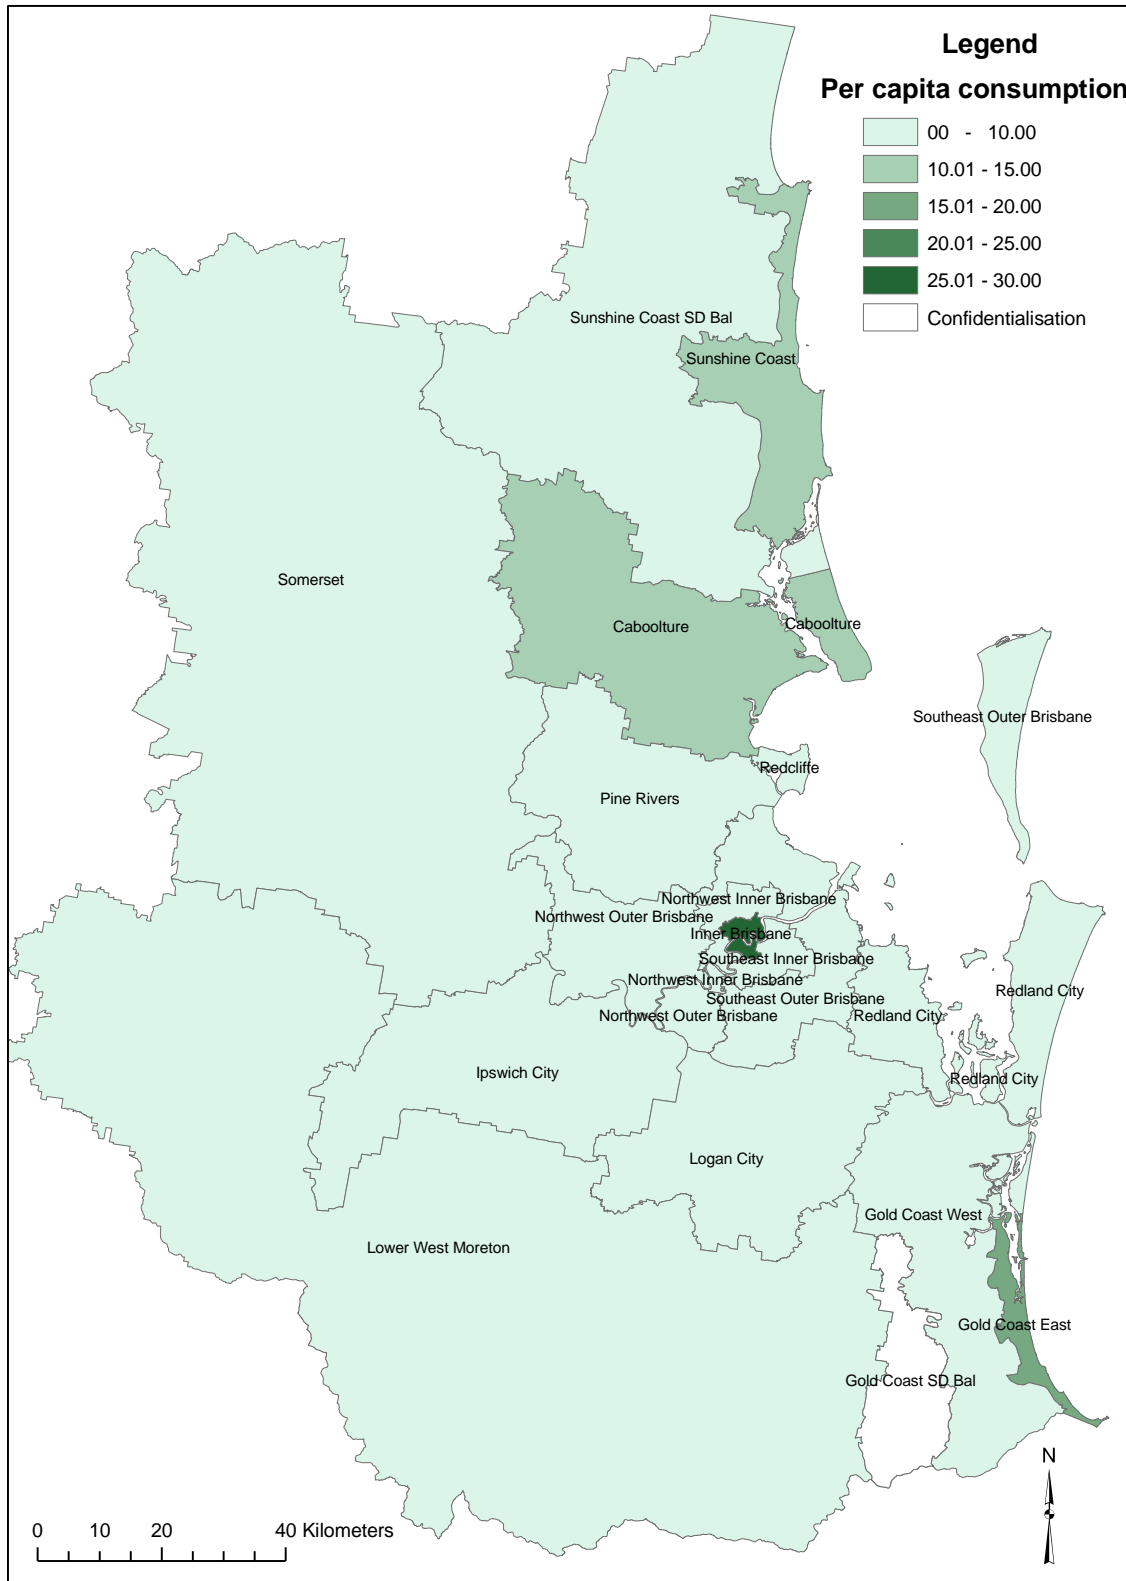 Legend
Per capita consumption
00 - 10.00
10.01 - 15.00
15.01 - 20.00
20.01 - 25.00
25.01 - 30.00
Confidentialisation
Sunshine Coast SD Bal
Sunshine Coast
Somerset
Caboolture
Caboolture
Southeast Outer Brisbane
Redcliffe
Pine Rivers
Northwest Inner Brisbane
Northwest Outer Brisbane
Inner Brisbane
Southeast Inner Brisbane
Northwest Inner Brisbane
Redland City
Southeast Outer Brisbane
Northwest Outer Brisbane
Redland City
Ipswich City
Redland City
Logan City
Gold Coast West
Lower West Moreton
Gold Coast East
Gold Coast SD Bal
N
0 10 20 40 Kilometers